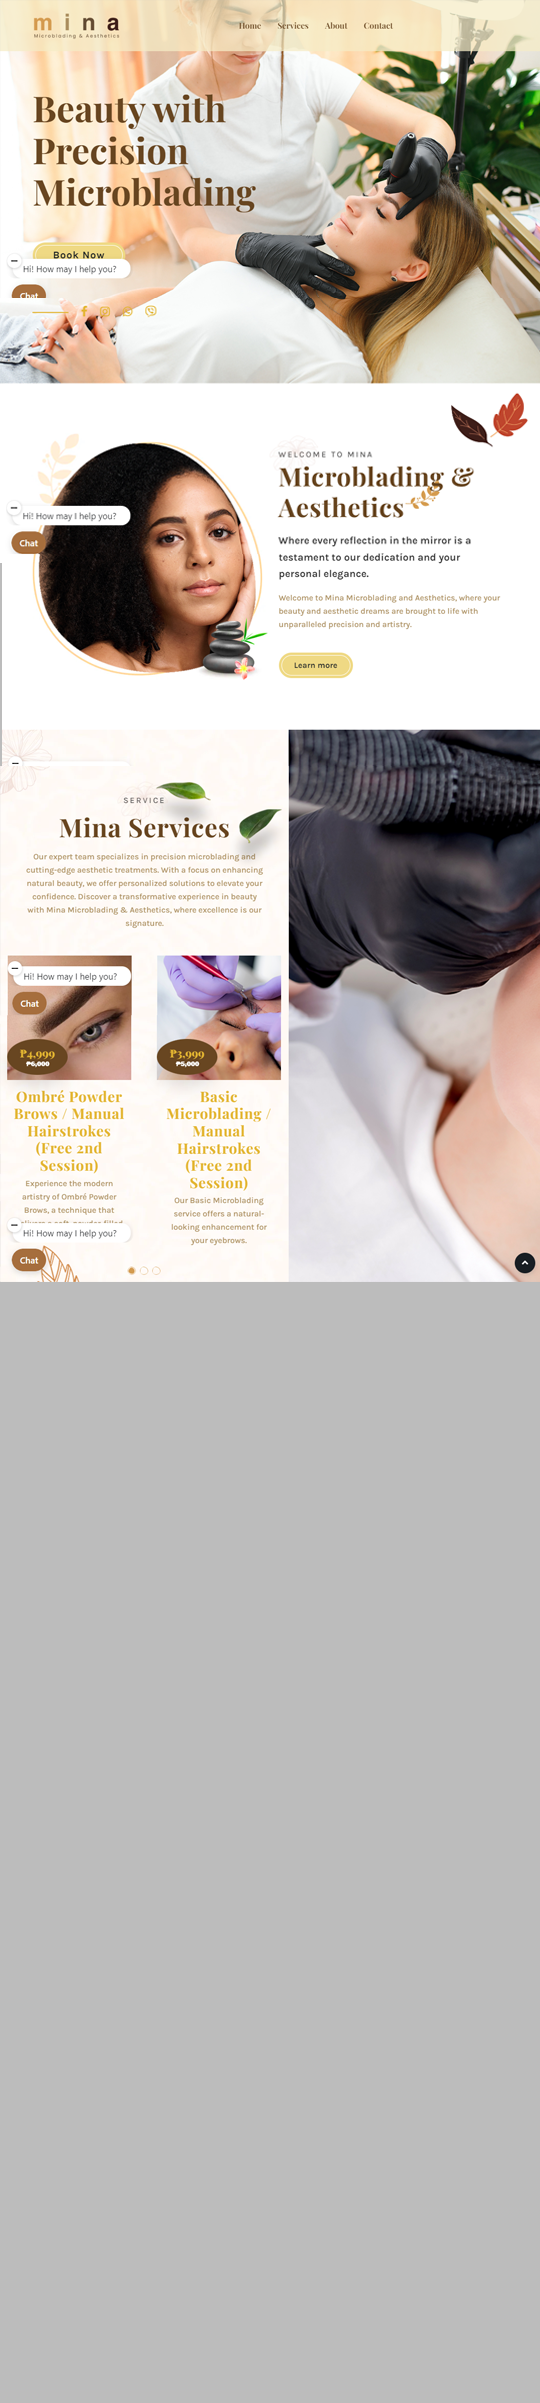 mina
Microblading & Aesthetics
Home Services About Contact
Beauty with
Precision
Microblading
Book Now
Hi! How may I help you?
Chat
WELCOME TO MINA
Microblading &
Aesthetics
Where every reflection in the mirror is a
testament to our dedication and your
personal elegance.
Welcome to Mina Microblading and Aesthetics, where your
beauty and aesthetic dreams are brought to life with
unparalleled precision and artistry.
Learn more
Hi! How may I help you?
Chat
SERVICE
Mina Services
Our expert team specializes in precision microblading and
cutting-edge aesthetic treatments. With a focus on enhancing
natural beauty, we offer personalized solutions to elevate your
confidence. Discover a transformative experience in beauty
with Mina Microblading & Aesthetics, where excellence is our
signature.
Hi! How may I help you?
Chat
₱4,999
₱6,000
Ombré Powder
Brows / Manual
Hairstrokes
(Free 2nd
Session)
Experience the modern
artistry of Ombré Powder
Brows, a technique that
₱3,999
₱5,000
Basic
Microblading /
Manual
Hairstrokes
(Free 2nd
Session)
Our Basic Microblading
service offers a natural-
looking enhancement for
your eyebrows.
Hi! How may I help you?
Chat